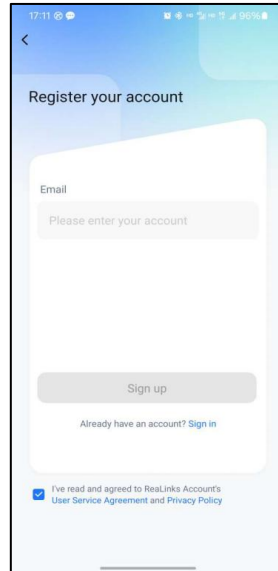 17:11
96%
Register your account
Email
Please enter your account
Sign up
Already have an account? Sign in
I've read and agreed to ReaLinks Account's
User Service Agreement and Privacy Policy